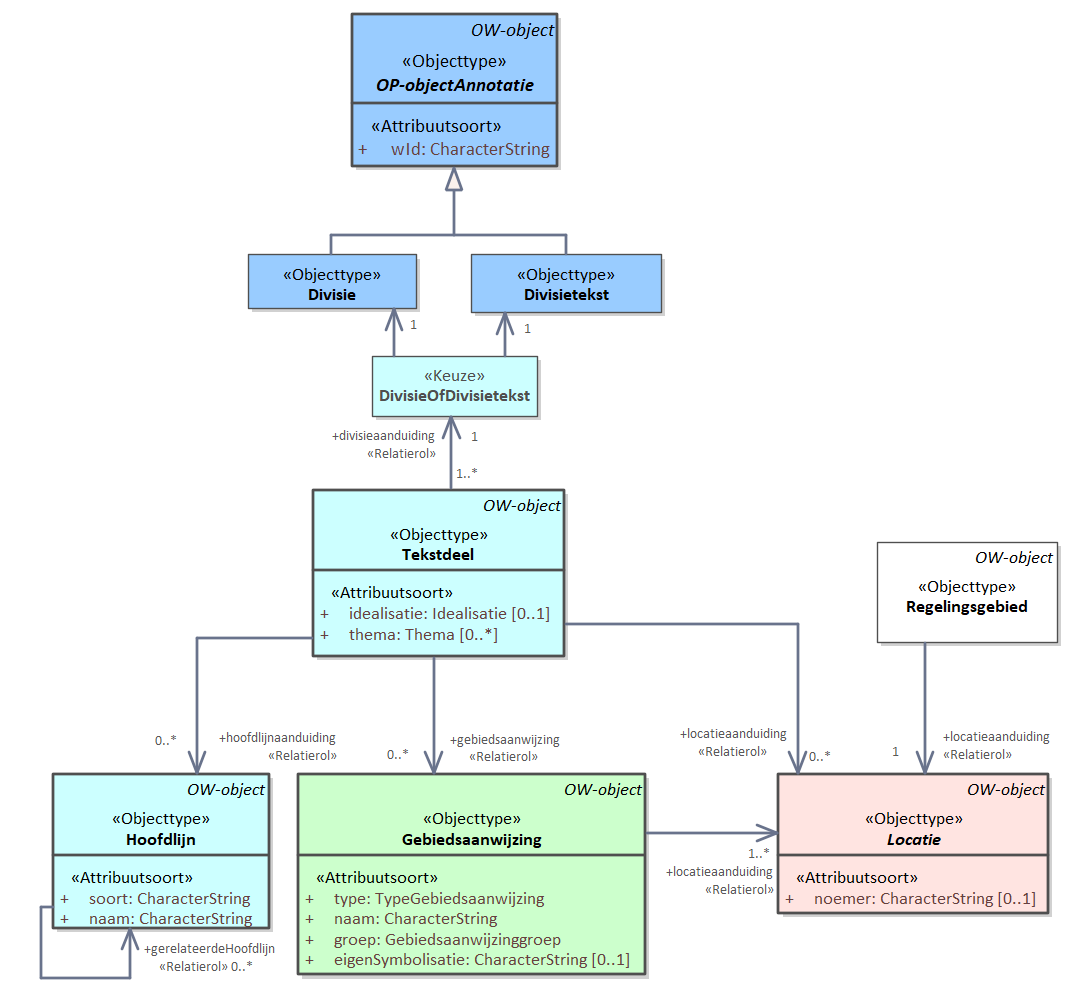 OW-object
«Objecttype»
OP-objectAnnotatie
«Attribuutsoort»
+ wId: CharacterString
«Objecttype»
Divisie
«Objecttype»
Divisietekst
1
1
«Keuze»
DivisieOfDivisietekst
+divisieaanduiding
«Relatierol»
1
1..*
OW-object
«Objecttype»
Tekstdeel
«Attribuutsoort»
+ idealisatie: Idealisatie [0..1]
+ thema: Thema [0..*]
OW-object
«Objecttype»
Regelingsgebied
0..*
+hoofdlijnaanduiding
«Relatierol»
0..*
+gebiedsaanwijzing
«Relatierol»
+locatieaanduiding
«Relatierol»
0..*
1
+locatieaanduiding
«Relatierol»
OW-object
«Objecttype»
Hoofdlijn
«Attribuutsoort»
+ soort: CharacterString
+ naam: CharacterString
+gerelateerdeHoofdlijn
«Relatierol» 0..*
OW-object
«Objecttype»
Gebiedsaanwijzing
«Attribuutsoort»
+ type: TypeGebiedsaanwijzing
+ naam: CharacterString
+ groep: Gebiedsaanwijzinggroep
+ eigenSymbolisatie: CharacterString [0..1]
1..*
+locatieaanduiding
«Relatierol»
OW-object
«Objecttype»
Locatie
«Attribuutsoort»
+ noemer: CharacterString [0..1]